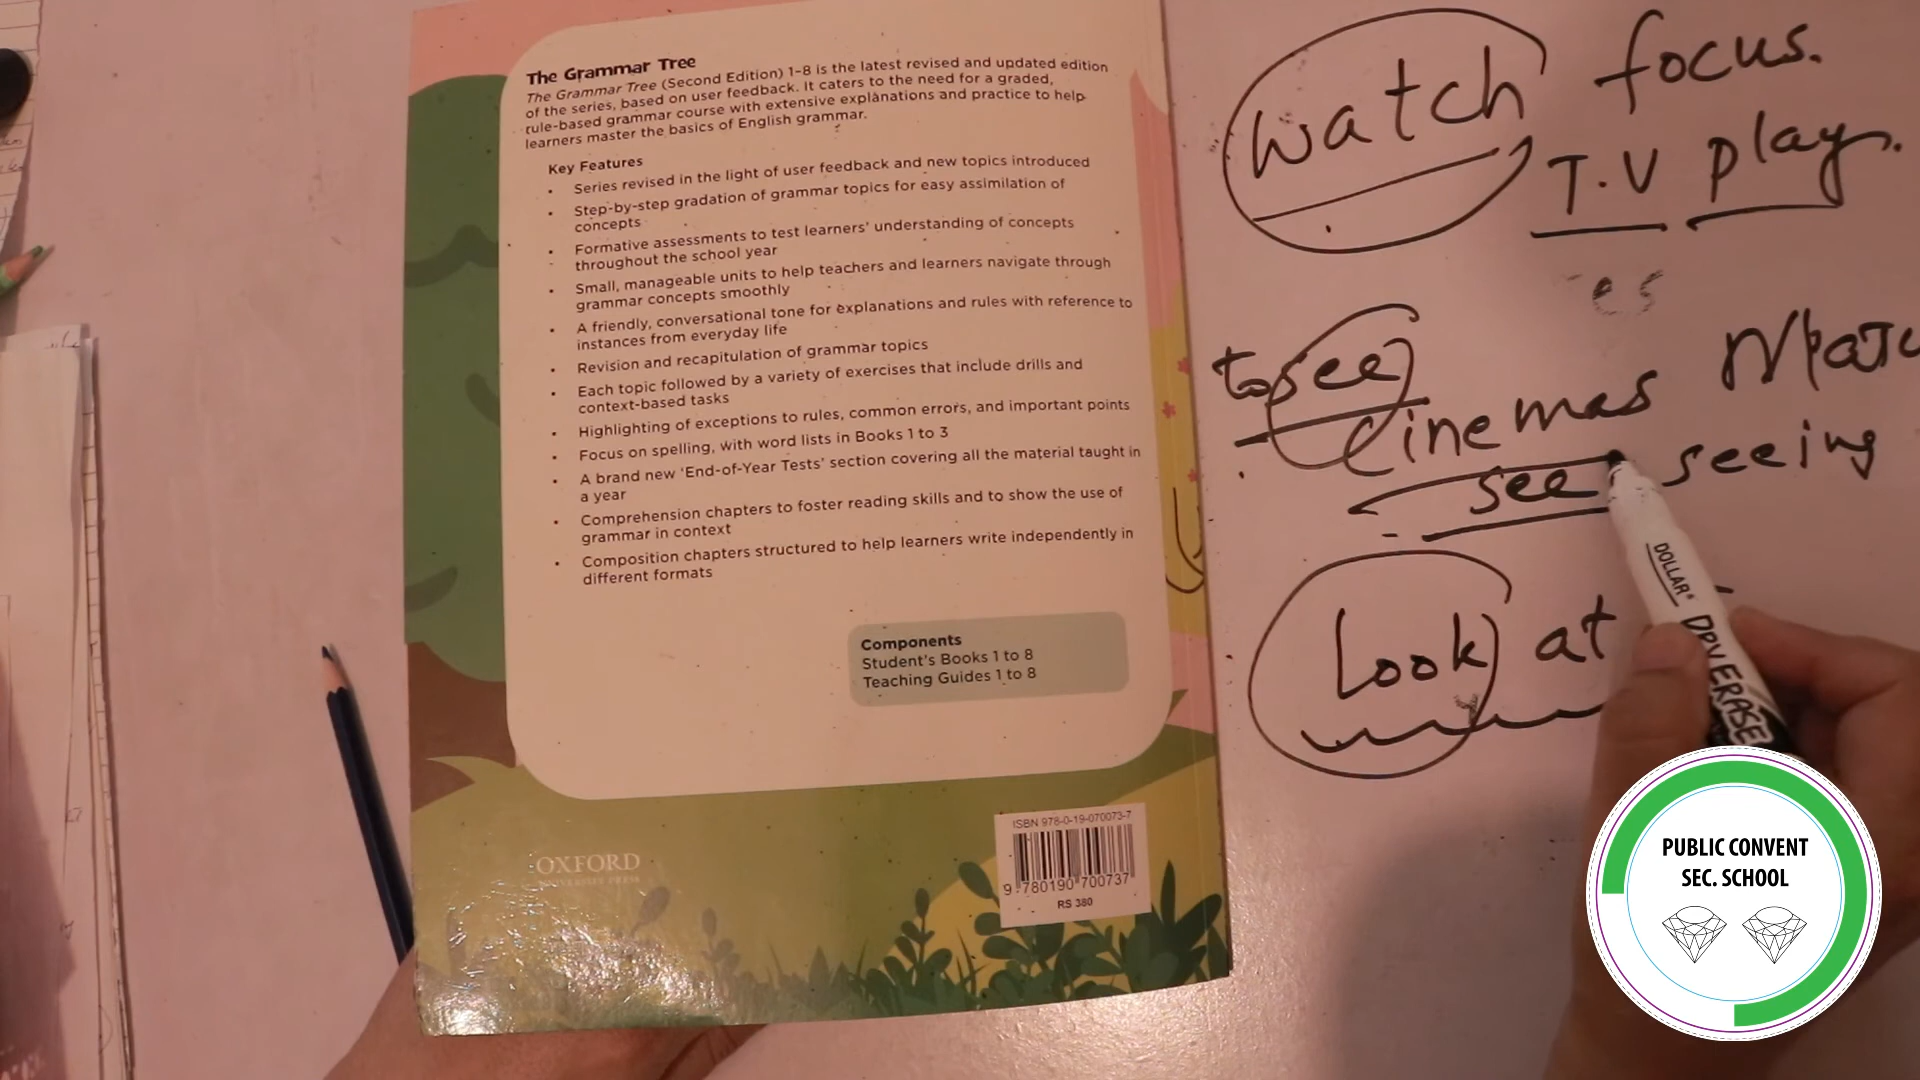 The Grammar Tree
The Grammar Tree (Second Edition) 1-8 is the latest revised and updated edition
of the series, based on user feedback. It caters to the need for a graded,
rule-based grammar course with extensive explanations and practice to help
learners master the basics of English grammar.
Key Features
• Series revised in the light of user feedback and new topics introduced
• Step-by-step gradation of grammar topics for easy assimilation of
concepts
• Formative assessments to test learners' understanding of concepts
throughout the school year
• Small, manageable units to help teachers and learners navigate through
grammar concepts smoothly
• A friendly, conversational tone for explanations and rules with reference to
instances from everyday life
• Revision and recapitulation of grammar topics
• Each topic followed by a variety of exercises that include drills and
context-based tasks
• Highlighting of exceptions to rules, common errors, and important points
• Focus on spelling, with word lists in Books 1 to 3
• A brand new 'End-of-Year Tests' section covering all the material taught in
a year
• Comprehension chapters to foster reading skills and to show the use of
grammar in context
• Composition chapters structured to help learners write independently in
different formats
Components
Student's Books 1 to 8
Teaching Guides 1 to 8
OXFORD
UNIVERSITY PRESS
ISBN 978-0-19-070073-7
9 780190 700737
RS 380
watch focus.
T.V play.
es
to see
cinemas
see seeing
Look at
DOLLAR
DRY ERASE
PUBLIC CONVENT
SEC. SCHOOL